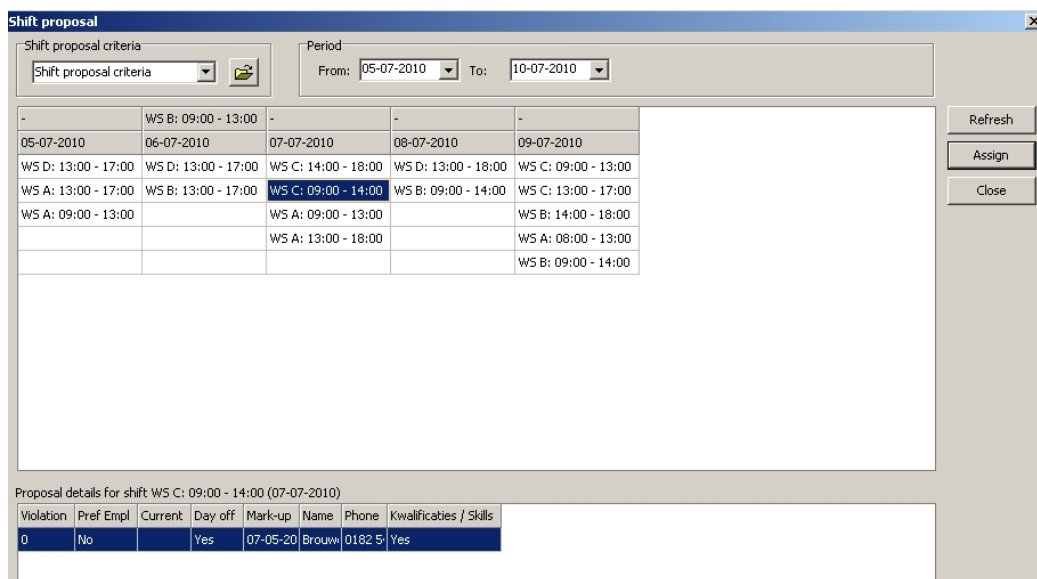 Shift proposal
Shift proposal criteria Period
Shift proposal criteria From: 05-07-2010 To: 10-07-2010
- WS B: 09:00 - 13:00 - - - Refresh
05-07-2010 06-07-2010 07-07-2010 08-07-2010 09-07-2010
WS D: 13:00 - 17:00 WS D: 13:00 - 17:00 WS C: 14:00 - 18:00 WS D: 13:00 - 18:00 WS C: 09:00 - 13:00 Assign
WS A: 13:00 - 17:00 WS B: 13:00 - 17:00 WS C: 09:00 - 14:00 WS B: 09:00 - 14:00 WS C: 13:00 - 17:00 Close
WS A: 09:00 - 13:00 WS A: 09:00 - 13:00 WS B: 14:00 - 18:00
WS A: 13:00 - 18:00 WS A: 08:00 - 13:00
WS B: 09:00 - 14:00
Proposal details for shift WS C: 09:00 - 14:00 (07-07-2010)
Violation Pref Empl Current Day off Mark-up Name Phone Kwalificaties / Skills
0 No Yes 07-05-20 Brouw 0182 5 Yes